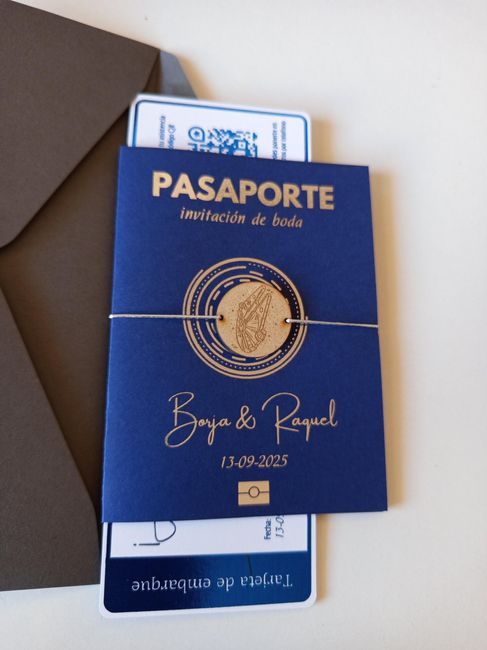 PASAPORTE
invitación de boda
Borja & Raquel
13-09-2025
Fecha:
Tarjeta de embarque